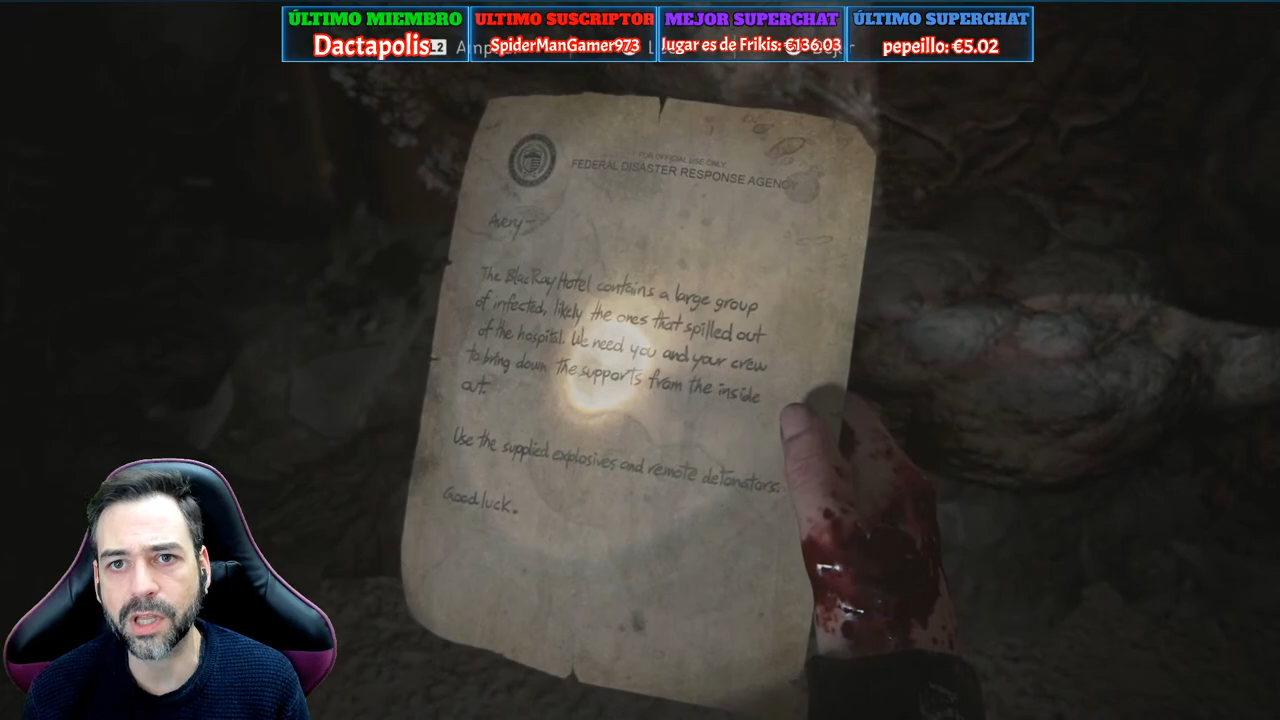 ÚLTIMO MIEMBRO
Dactapolis
ULTIMO SUSCRIPTOR
SpiderManGamer973
MEJOR SUPERCHAT
Jugar es de Frikis: €136.03
ÚLTIMO SUPERCHAT
pepeillo: €5.02
L2
FOR OFFICIAL USE ONLY
FEDERAL DISASTER RESPONSE AGENCY
Avery-
The BlacRay Hotel contains a large group
of infected, likely the ones that spilled out
of the hospital. We need you and your crew
to bring down the supports from the inside
out.
Use the supplied explosives and remote detonators.
Good luck.